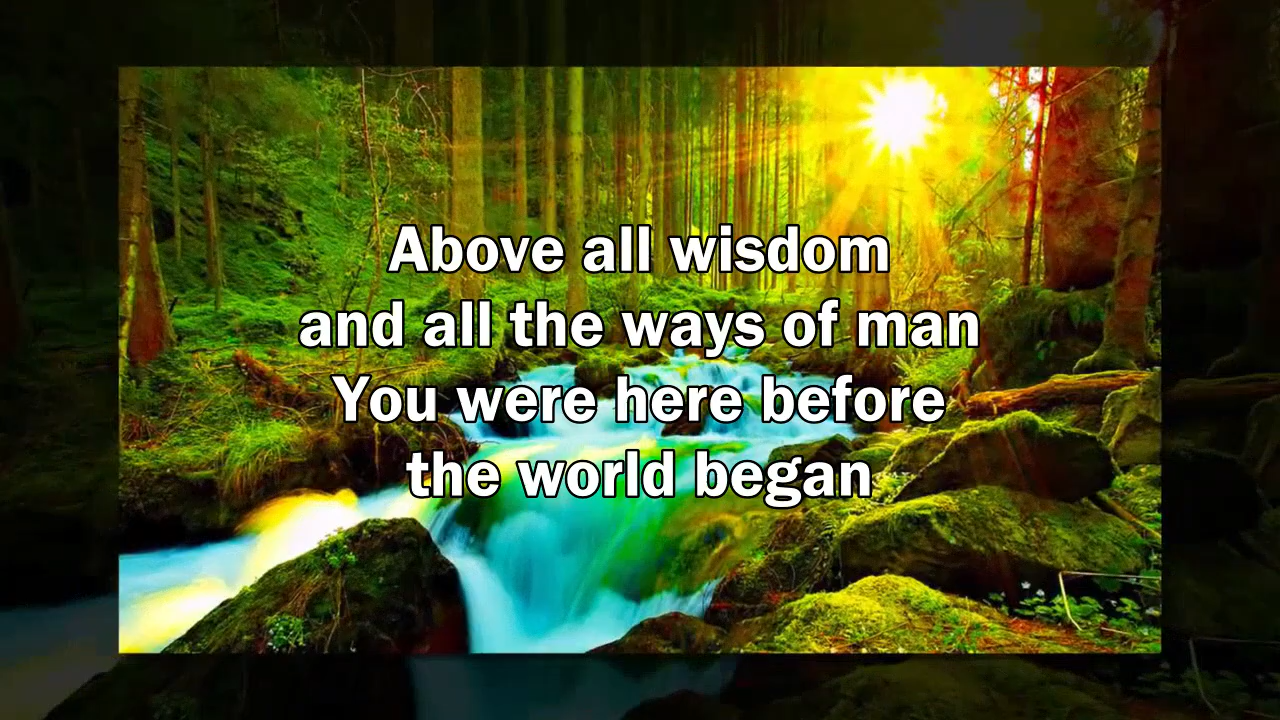 Above all wisdom
and all the ways of man
You were here before
the world began